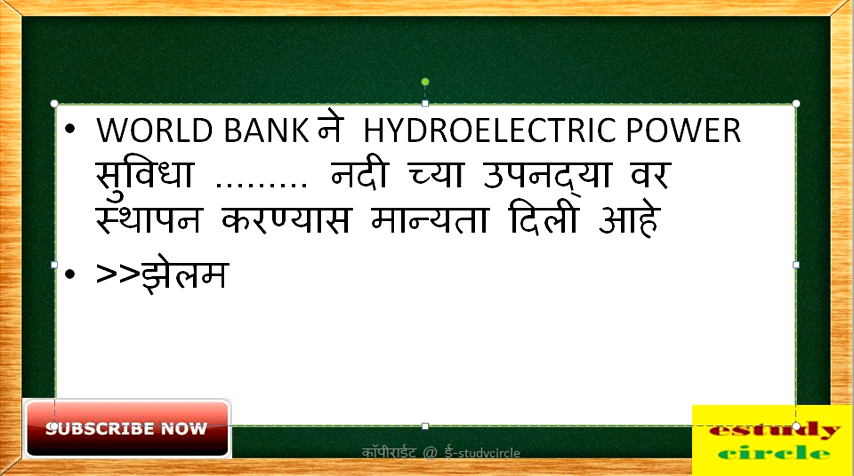 • WORLD BANK ने HYDROELECTRIC POWER
सुविधा ……... नदी च्या उपनद्या वर
स्थापन करण्यास मान्यता दिली आहे
• >>झेलम
SUBSCRIBE NOW
कॉपीराईट @ ई-studycircle
estudy
circle